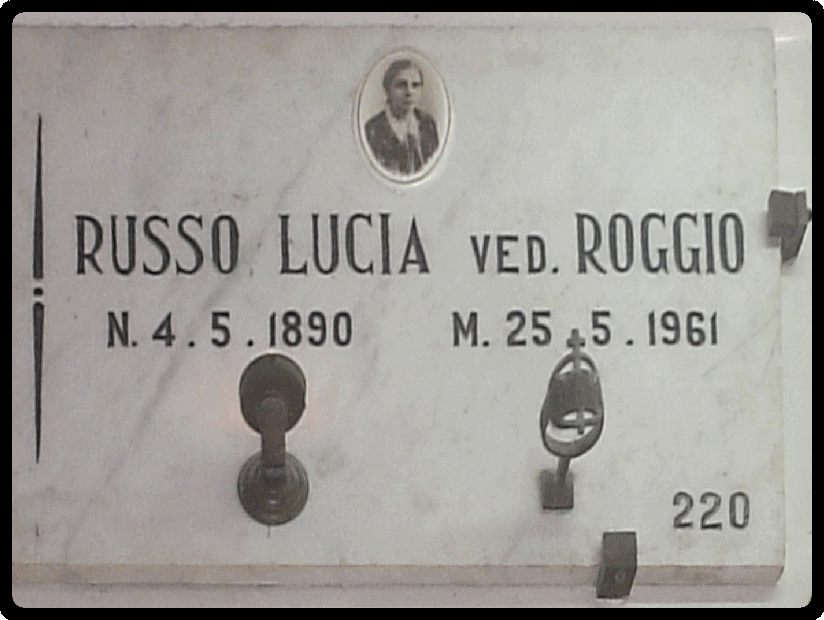 RUSSO LUCIA VED. ROGGIO
N. 4.5.1890 M. 25.5.1961
220